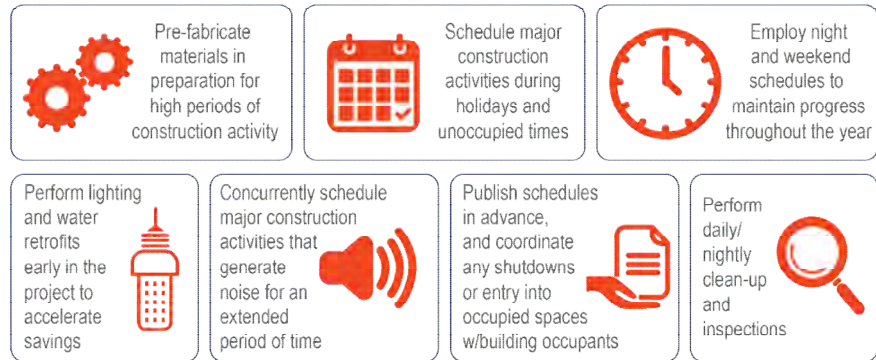 Pre-fabricate
materials in
preparation for
high periods of
construction activity
Schedule major
construction
activities during
holidays and
unoccupied times
Employ night
and weekend
schedules to
maintain progress
throughout the year
Perform lighting
and water
retrofits
early in the
project to
accelerate
savings
Concurrently schedule
major construction
activities that
generate
noise for an
extended
period of time
Publish schedules
in advance,
and coordinate
any shutdowns
or entry into
occupied spaces
w/building occupants
Perform
daily/
nightly
clean-up
and
inspections